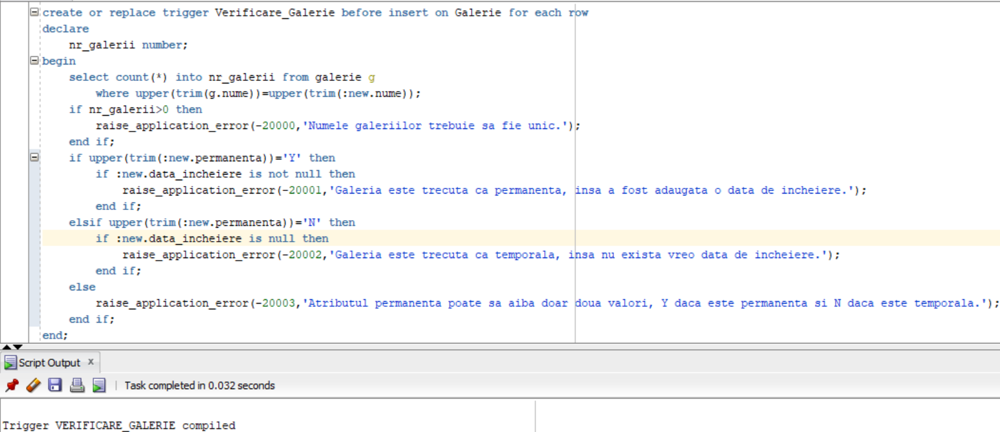 create or replace trigger Verificare_Galerie before insert on Galerie for each row
declare
    nr_galerii number;
begin
    select count(*) into nr_galerii from galerie g
        where upper(trim(g.nume))=upper(trim(:new.nume));
    if nr_galerii>0 then
        raise_application_error(-20000,'Numele galeriilor trebuie sa fie unic.');
    end if;
    if upper(trim(:new.permanenta))='Y' then
        if :new.data_incheiere is not null then
            raise_application_error(-20001,'Galeria este trecuta ca permanenta, insa a fost adaugata o data de incheiere.');
        end if;
    elsif upper(trim(:new.permanenta))='N' then
        if :new.data_incheiere is null then
            raise_application_error(-20002,'Galeria este trecuta ca temporala, insa nu exista vreo data de incheiere.');
        end if;
    else
        raise_application_error(-20003,'Atributul permanenta poate sa aiba doar doua valori, Y daca este permanenta si N daca este temporala.');
    end if;
end;
Script Output x
Task completed in 0.032 seconds
Trigger VERIFICARE_GALERIE compiled